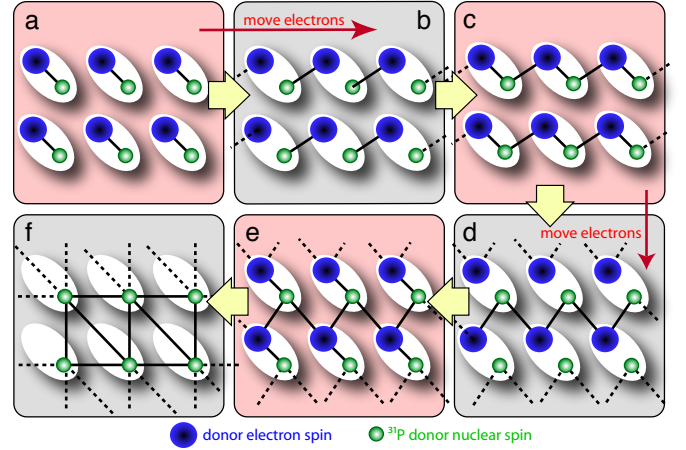 a
move electrons
b
c
f
e
d
move electrons
donor electron spin
³¹P donor nuclear spin